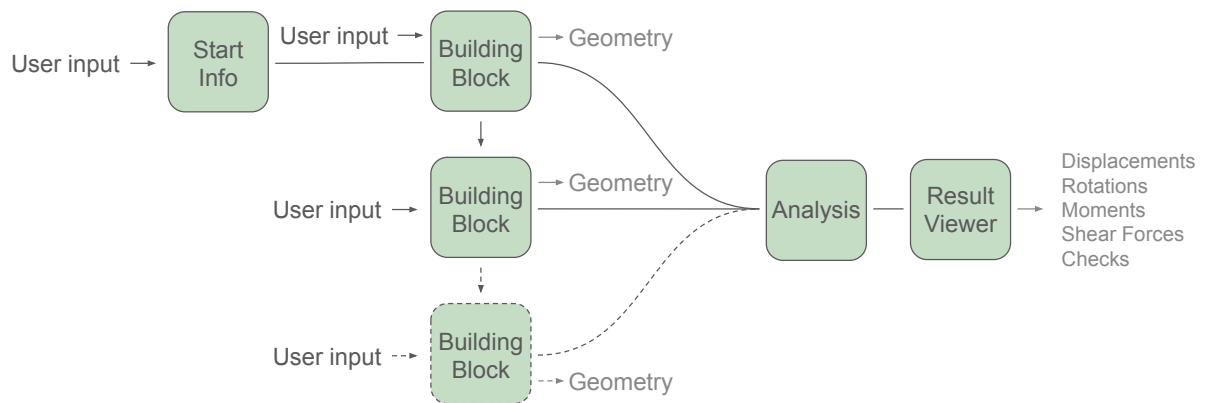 User input
Start
Info
User input
Building
Block
Geometry
User input
Building
Block
Geometry
User input
Building
Block
Geometry
Analysis
Result
Viewer
Displacements
Rotations
Moments
Shear Forces
Checks